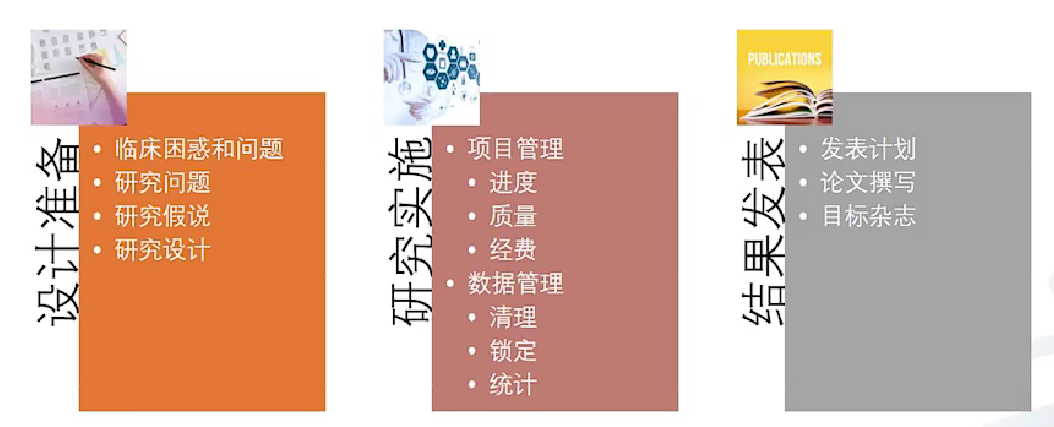 设计准备
• 临床困惑和问题
• 研究问题
• 研究假说
• 研究设计
研究实施
• 项目管理
• 进度
• 质量
• 经费
• 数据管理
• 清理
• 锁定
• 统计
PUBLICATIONS
结果发表
• 发表计划
• 论文撰写
• 目标杂志